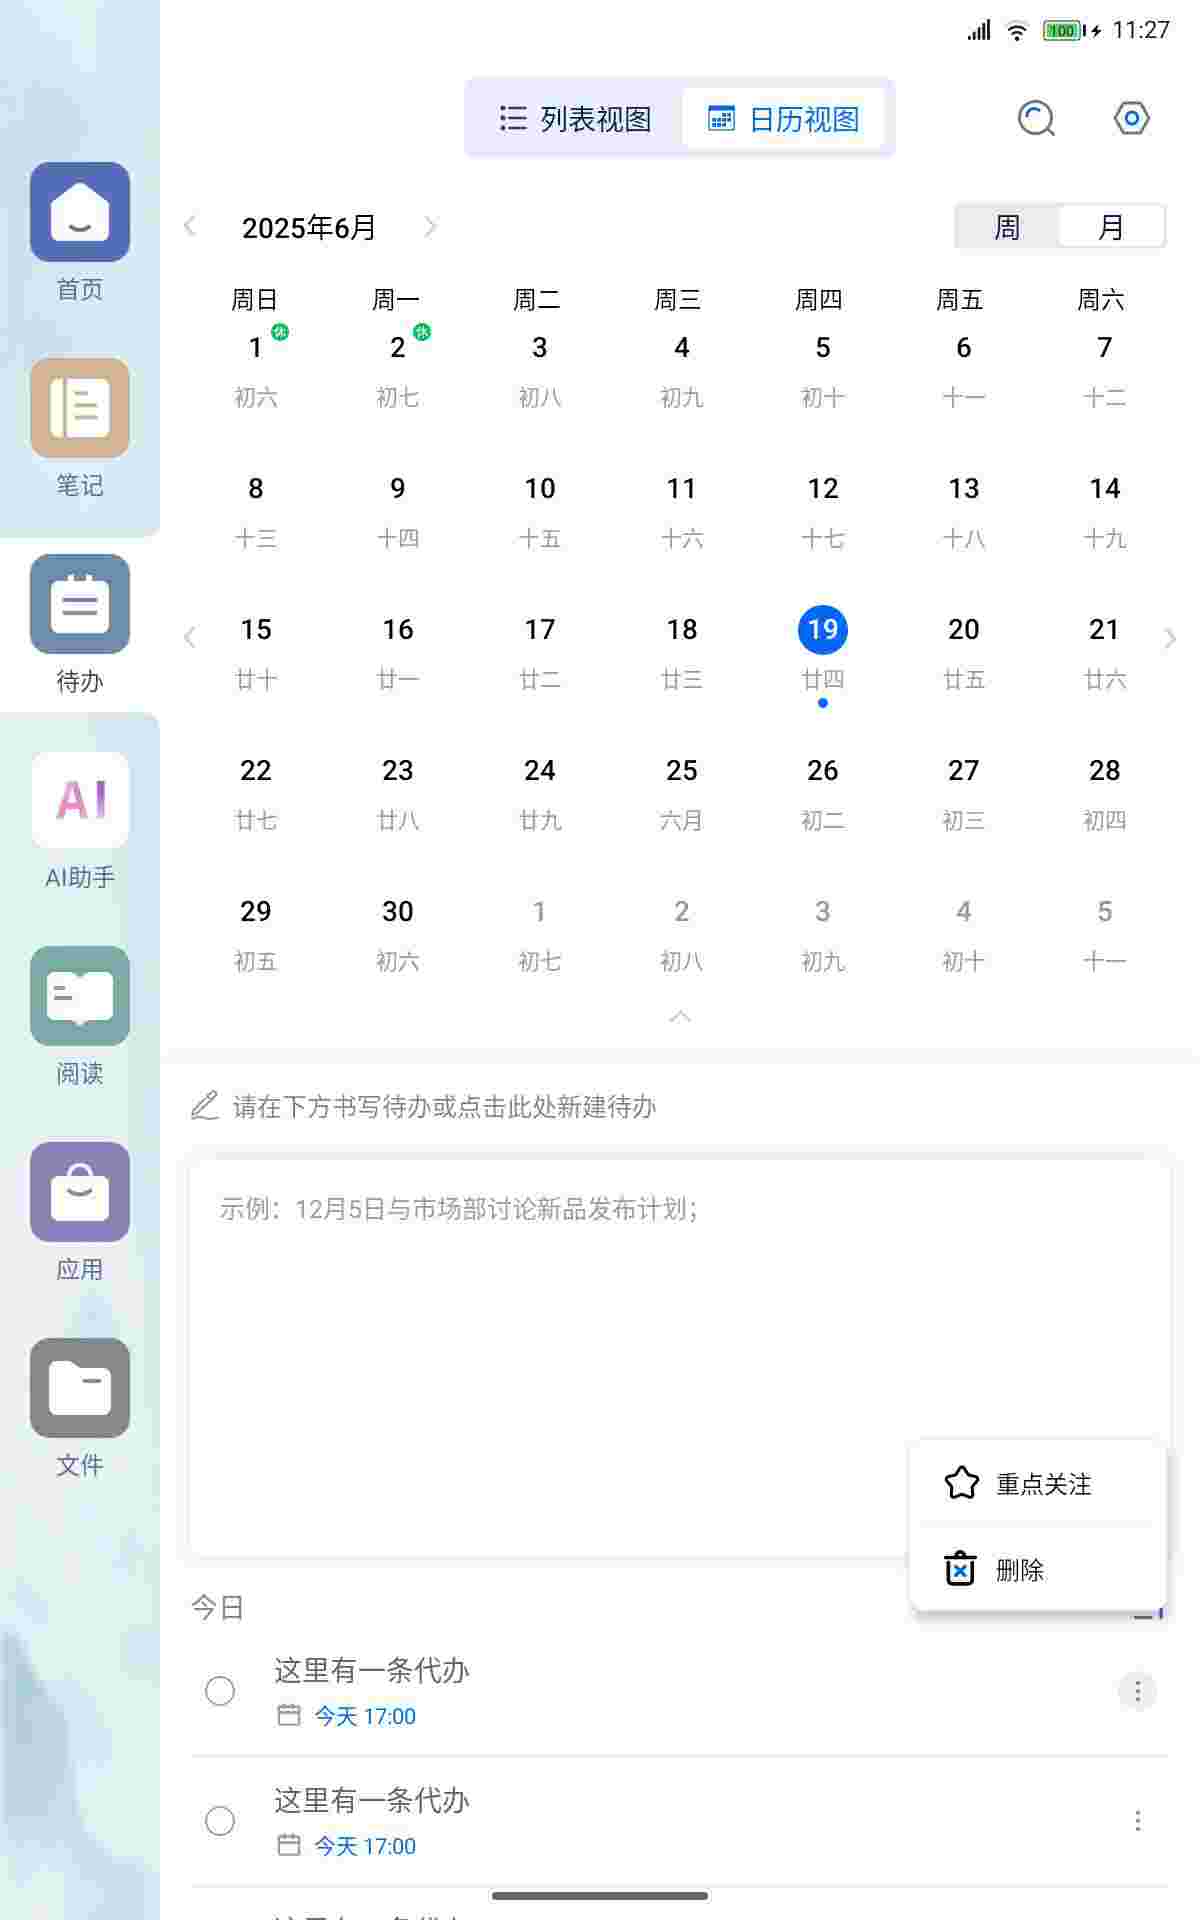 100 11:27
列表视图 日历视图
首页
笔记
待办
AI
AI助手
阅读
应用
文件
2025年6月 周 月
周日 周一 周二 周三 周四 周五 周六
1 休 2 休 3 4 5 6 7
初六 初七 初八 初九 初十 十一 十二
8 9 10 11 12 13 14
十三 十四 十五 十六 十七 十八 十九
15 16 17 18 19 20 21
廿十 廿一 廿二 廿三 廿四 廿五 廿六
22 23 24 25 26 27 28
廿七 廿八 廿九 六月 初二 初三 初四
29 30 1 2 3 4 5
初五 初六 初七 初八 初九 初十 十一
请在下方书写待办或点击此处新建待办
示例：12月5日与市场部讨论新品发布计划；
重点关注
删除
今日
这里有一条代办
今天 17:00
这里有一条代办
今天 17:00